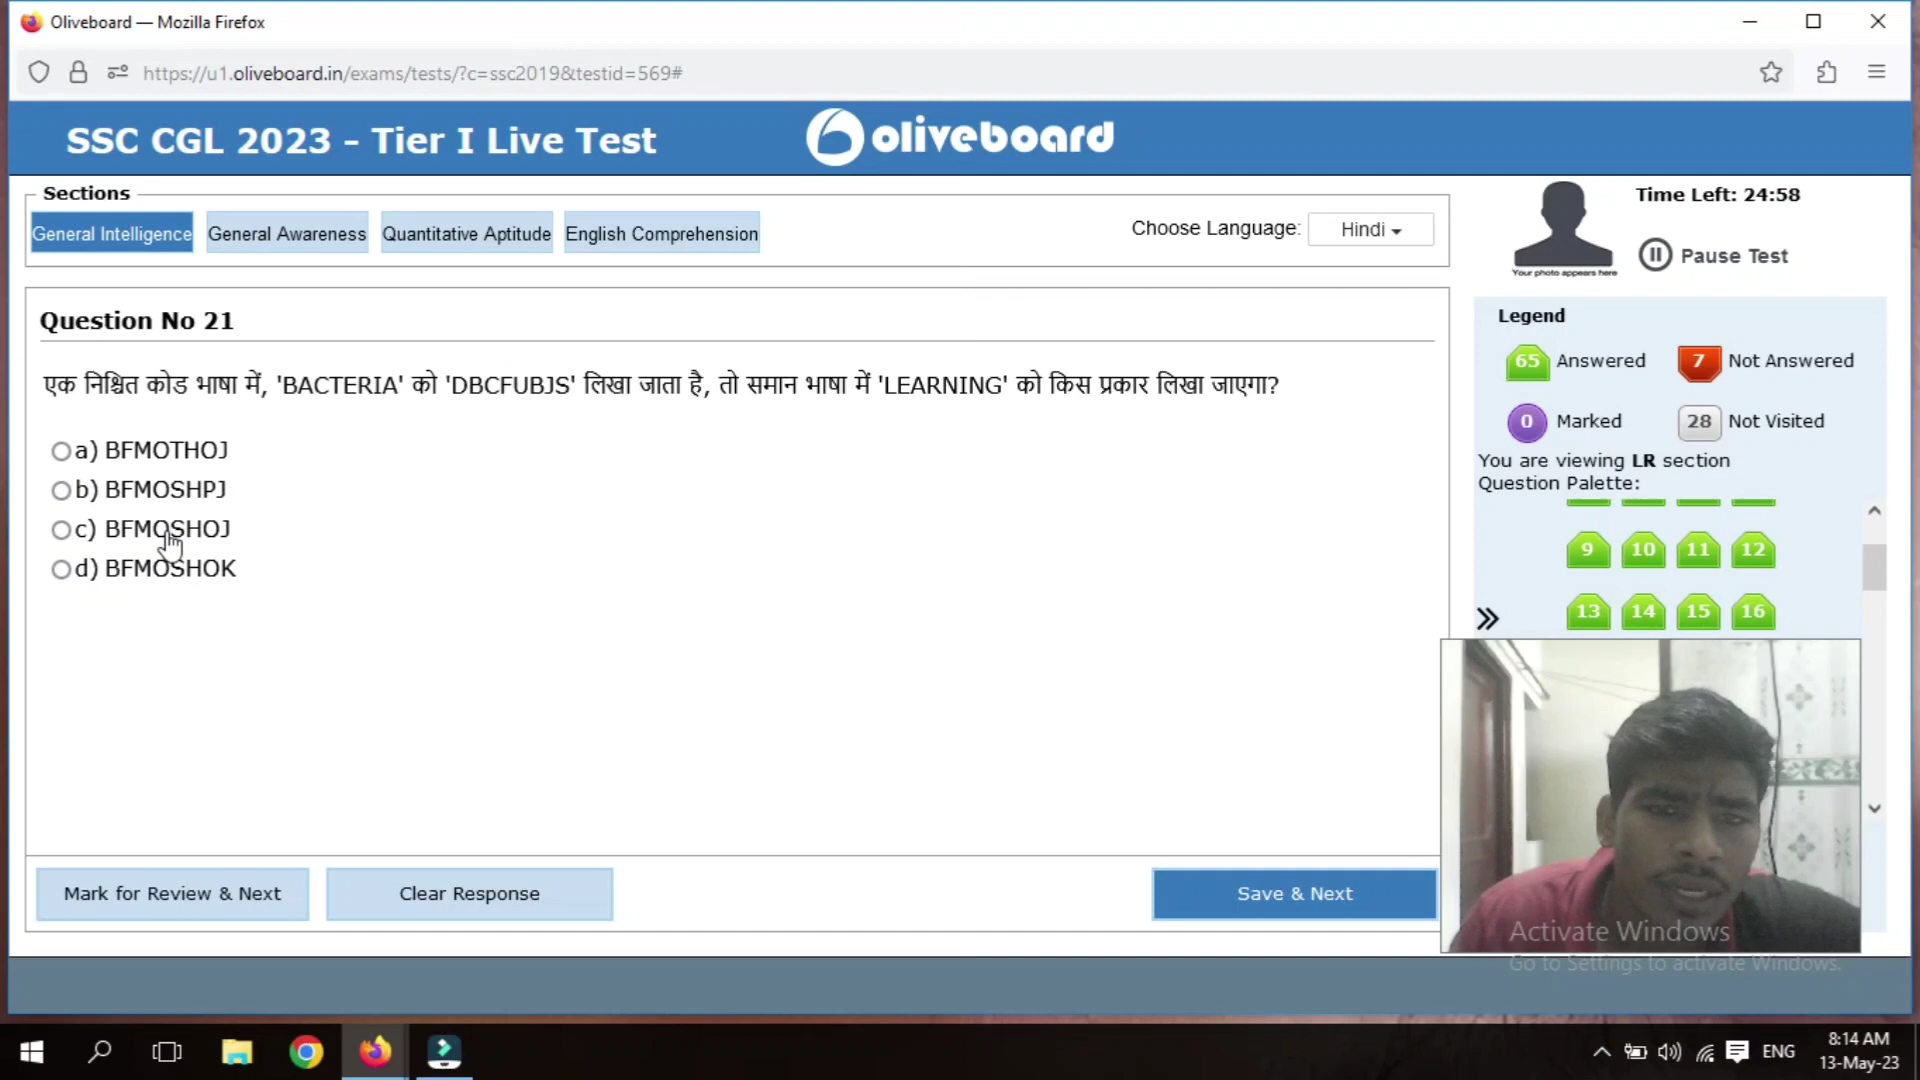 Oliveboard — Mozilla Firefox
https://u1.oliveboard.in/exams/tests/?c=ssc2019&testid=569#
SSC CGL 2023 - Tier I Live Test
oliveboard
Sections
General Intelligence
General Awareness
Quantitative Aptitude
English Comprehension
Choose Language:
Hindi
Your photo appears here
Time Left: 24:58
Pause Test
Question No 21
एक निश्चित कोड भाषा में, 'BACTERIA' को 'DBCFUBJS' लिखा जाता है, तो समान भाषा में 'LEARNING' को किस प्रकार लिखा जाएगा?
a) BFMOTHOJ
b) BFMOSHPJ
c) BFMOSHOJ
d) BFMOSHOK
Legend
65 Answered
7 Not Answered
0 Marked
28 Not Visited
You are viewing LR section
Question Palette:
9 10 11 12
13 14 15 16
Mark for Review & Next
Clear Response
Save & Next
Activate Windows
Go to Settings to activate Windows.
ENG
8:14 AM
13-May-23